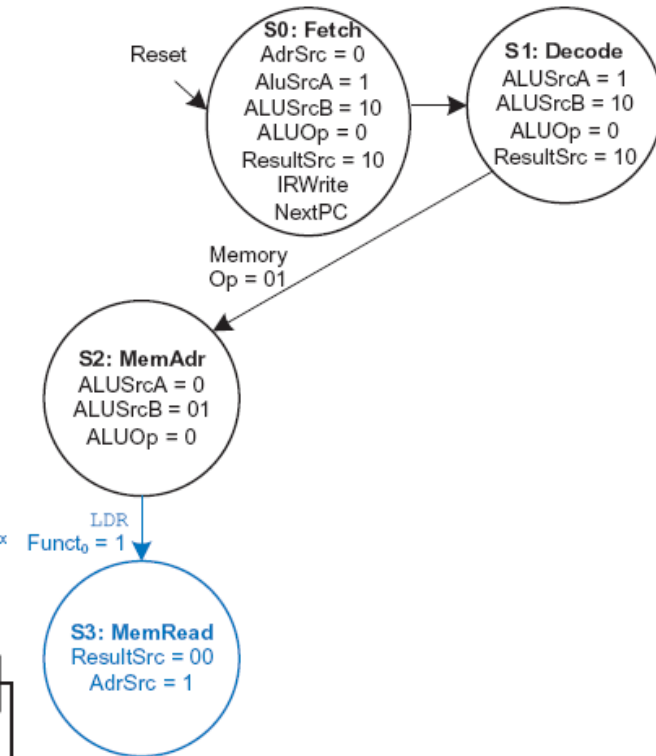 Reset
S0: Fetch
AdrSrc = 0
AluSrcA = 1
ALUSrcB = 10
ALUOp = 0
ResultSrc = 10
IRWrite
NextPC
S1: Decode
ALUSrcA = 1
ALUSrcB = 10
ALUOp = 0
ResultSrc = 10
Memory
Op = 01
S2: MemAdr
ALUSrcA = 0
ALUSrcB = 01
ALUOp = 0
LDR
x Funct₀ = 1
S3: MemRead
ResultSrc = 00
AdrSrc = 1